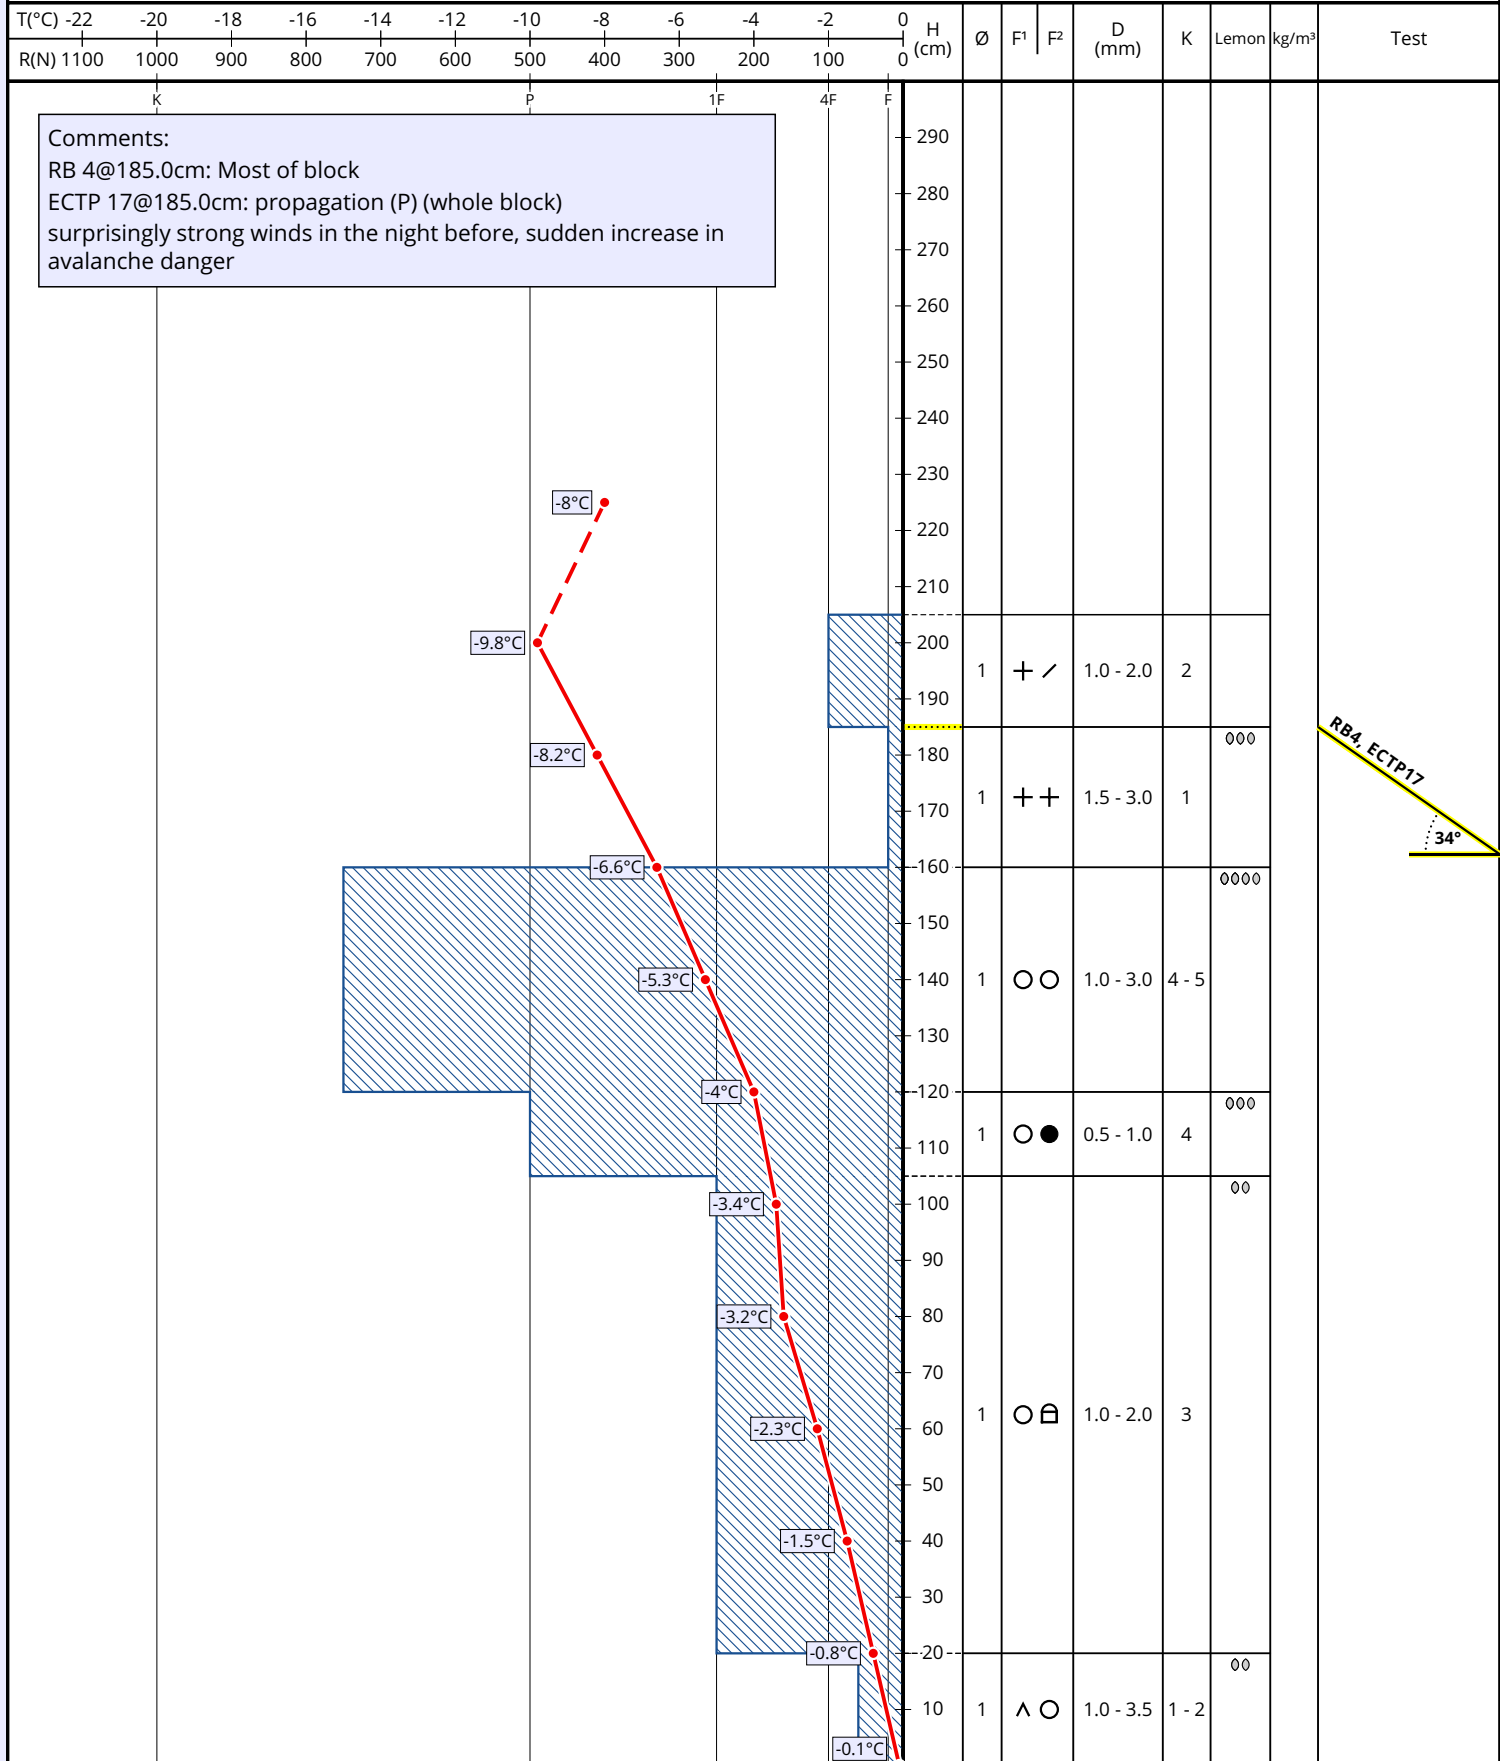 T(°C) -22 -20 -18 -16 -14 -12 -10 -8 -6 -4 -2 0
R(N) 1100 1000 900 800 700 600 500 400 300 200 100 0
H (cm) Ø F¹ F² D (mm) K Lemon kg/m³ Test
K P 1F 4F F
Comments:
RB 4@185.0cm: Most of block
ECTP 17@185.0cm: propagation (P) (whole block)
surprisingly strong winds in the night before, sudden increase in
avalanche danger
290
280
270
260
250
240
230
-8°C
220
210
-9.8°C 200
1 1.0 - 2.0 2
190
RB4, ECTP17
-8.2°C 180
1 1.5 - 3.0 1
170
34°
-6.6°C 160
150
-5.3°C 140 1 1.0 - 3.0 4 - 5
130
-4°C 120
1 0.5 - 1.0 4
110
-3.4°C 100
90
-3.2°C 80
70
1 1.0 - 2.0 3
-2.3°C 60
50
-1.5°C 40
30
-0.8°C 20
10 1 1.0 - 3.5 1 - 2
-0.1°C